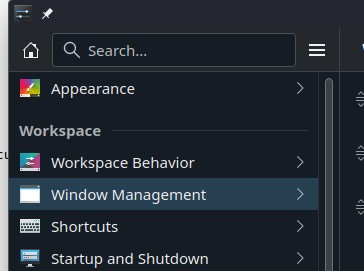 Search...
Appearance
Workspace
Workspace Behavior
Window Management
Shortcuts
Startup and Shutdown